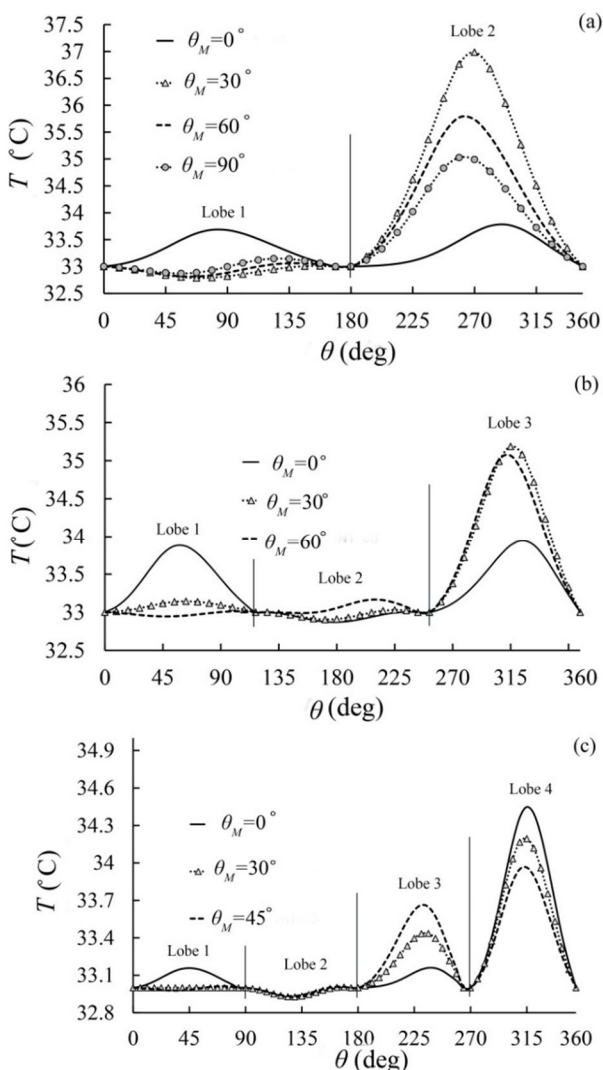 (a)
37.5
37
36.5
36
35.5
35
34.5
34
33.5
33
32.5
T (°C)
θM=0°
θM=30°
θM=60°
θM=90°
Lobe 1
Lobe 2
0 45 90 135 180 225 270 315 360
θ (deg)
(b)
36
35.5
35
34.5
34
33.5
33
32.5
T (°C)
θM=0°
θM=30°
θM=60°
Lobe 1
Lobe 2
Lobe 3
0 45 90 135 180 225 270 315 360
θ (deg)
(c)
34.9
34.6
34.3
34
33.7
33.4
33.1
32.8
T (°C)
θM=0°
θM=30°
θM=45°
Lobe 1
Lobe 2
Lobe 3
Lobe 4
0 45 90 135 180 225 270 315 360
θ (deg)